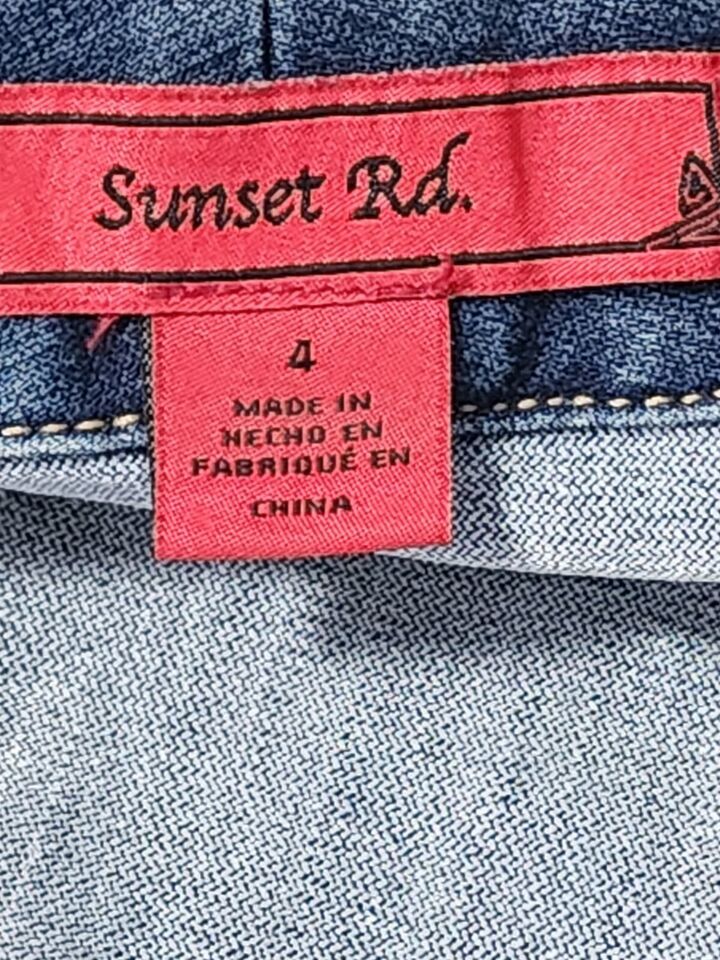 Sunset Rd.
4
MADE IN
HECHO EN
FABRIQUÉ EN
CHINA